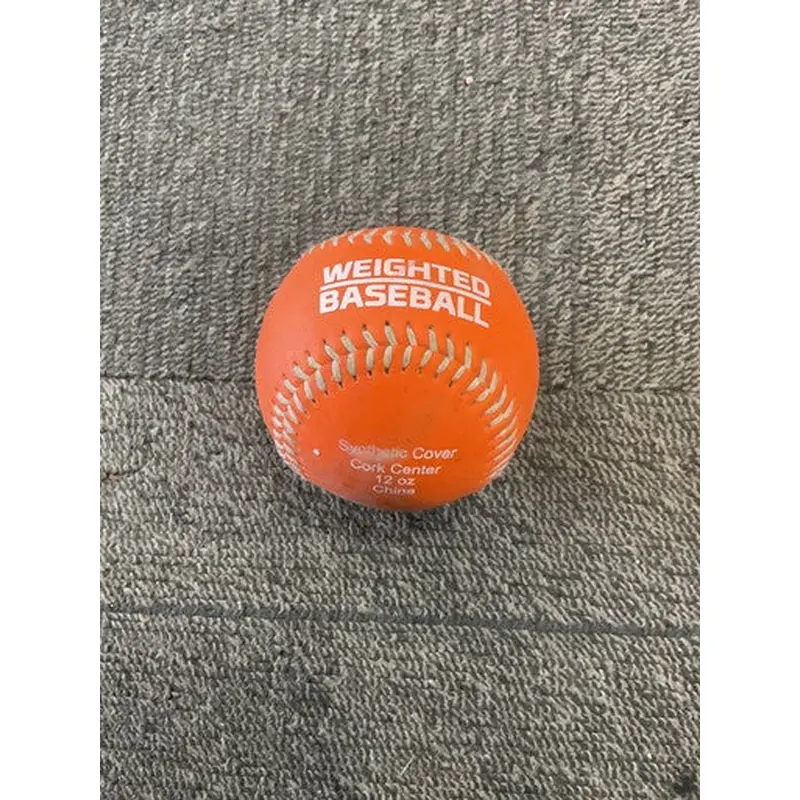 WEIGHTED
BASEBALL
Synthetic Cover
Cork Center
12 oz
China